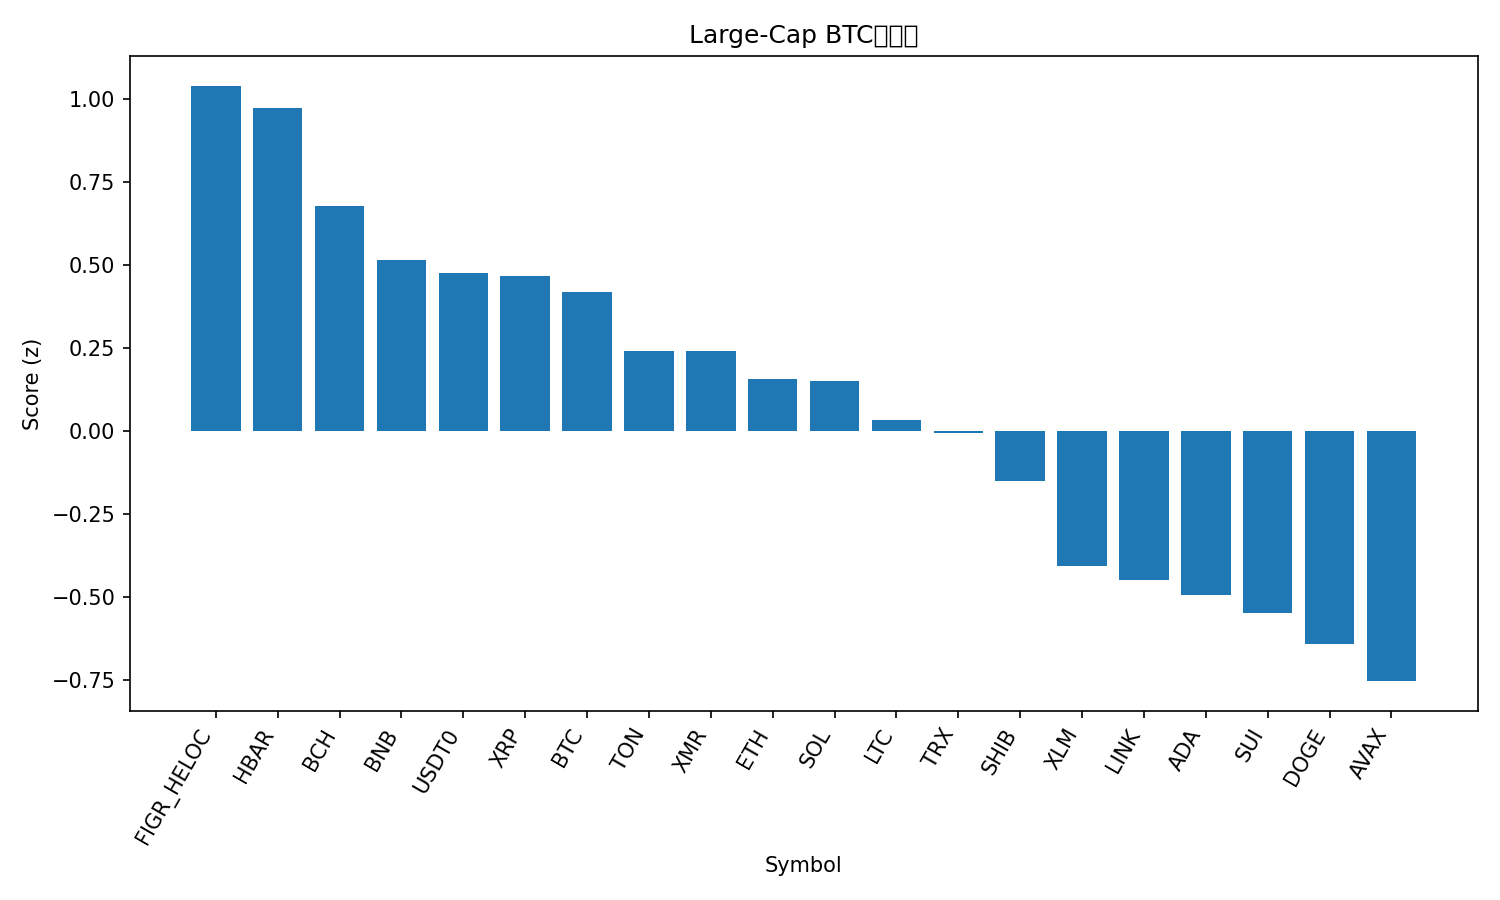 Large-Cap BTC
1.00
0.75
0.50
0.25
0.00
−0.25
−0.50
−0.75
Score (z)
FIGR_HELOC
HBAR
BCH
BNB
USDT0
XRP
BTC
TON
XMR
ETH
SOL
LTC
TRX
SHIB
XLM
LINK
ADA
SUI
DOGE
AVAX
Symbol